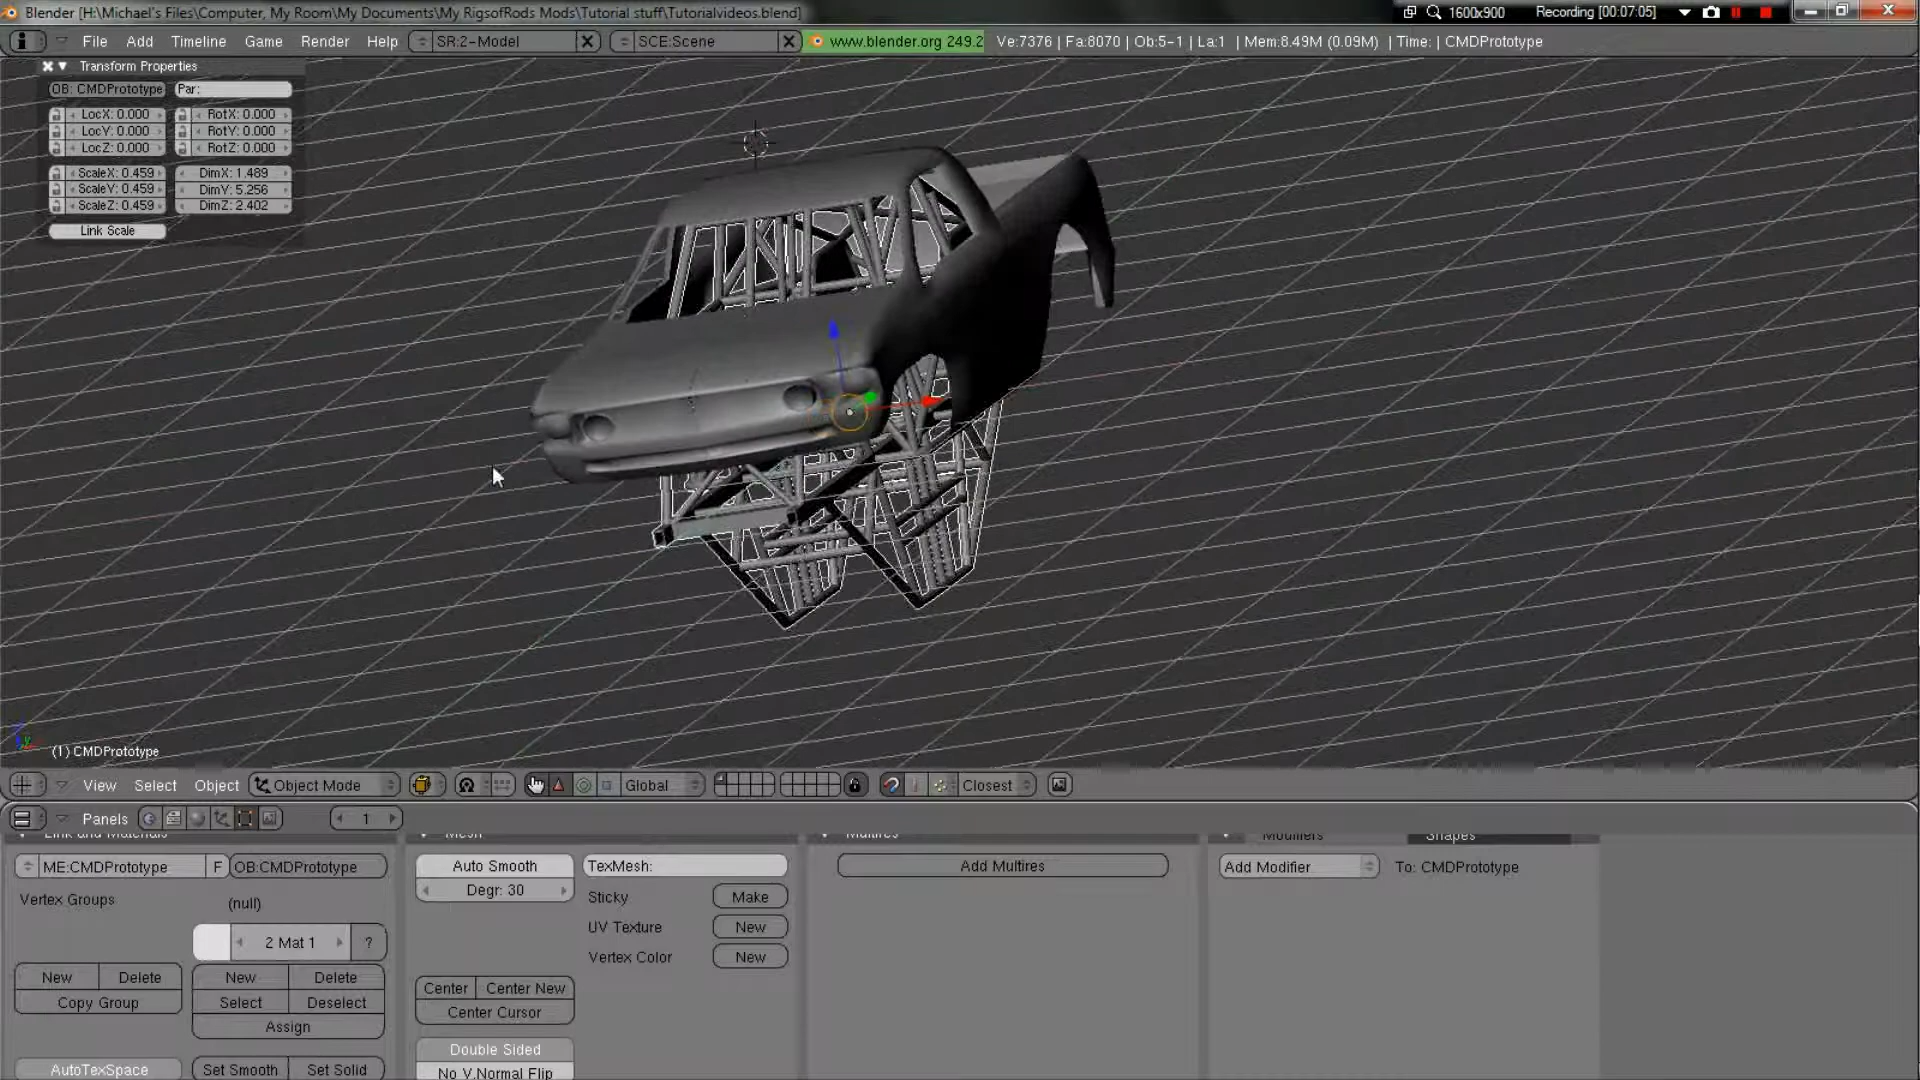 Blender [H:\Michael's Files\Computer, My Room\My Documents\My RigsofRods Mods\Tutorial stuff\Tutorialvideos.blend]
1600x900 Recording [00:07:05]
File Add Timeline Game Render Help SR:2-Model SCE:Scene www.blender.org 249.2 Ve:7376 | Fa:8070 | Ob:5-1 | La:1 | Mem:8.49M (0.09M) | Time: | CMDPrototype
Transform Properties
OB: CMDPrototype Par:
LocX: 0.000 RotX: 0.000
LocY: 0.000 RotY: 0.000
LocZ: 0.000 RotZ: 0.000
ScaleX: 0.459 DimX: 1.489
ScaleY: 0.459 DimY: 5.256
ScaleZ: 0.459 DimZ: 2.402
Link Scale
(1) CMDPrototype
View Select Object Object Mode Global Closest
Panels 1
Link and Materials Mesh Multires Modifiers Shapes
ME:CMDPrototype F OB:CMDPrototype Auto Smooth TexMesh: Add Multires Add Modifier To: CMDPrototype
Degr: 30
Vertex Groups (null) Sticky Make
UV Texture New
2 Mat 1 ? Vertex Color New
New Delete New Delete Center Center New
Copy Group Select Deselect Center Cursor
Assign
Double Sided
AutoTexSpace Set Smooth Set Solid No V.Normal Flip